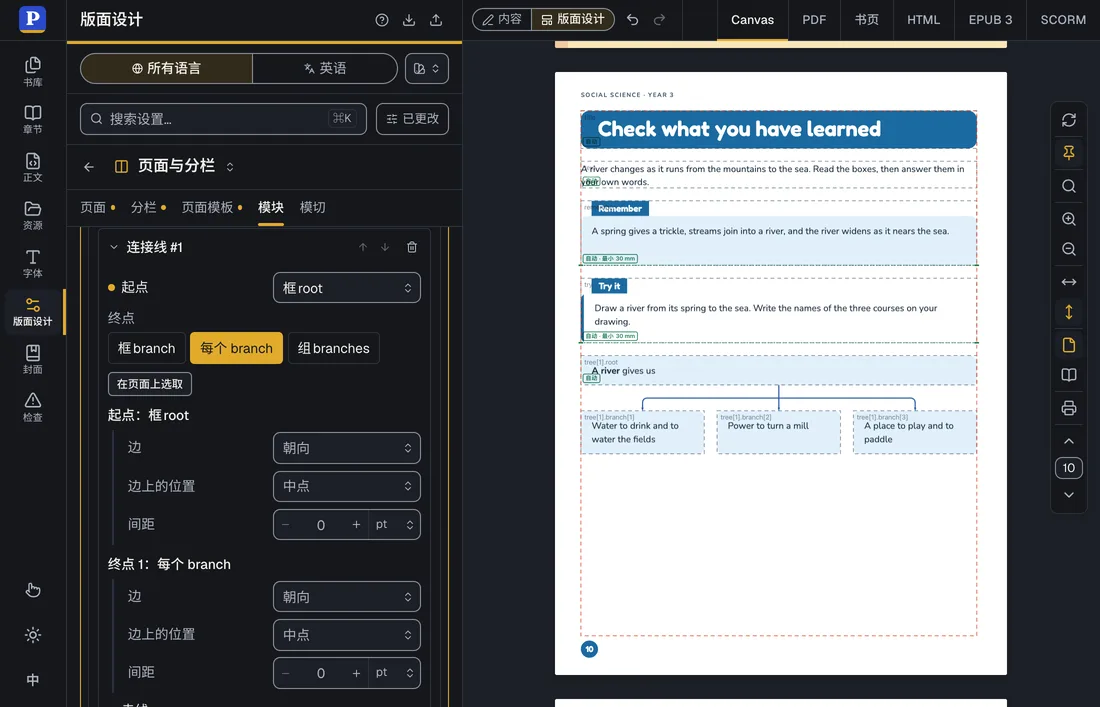 P
版面设计
内容
版面设计
Canvas
PDF
书页
HTML
EPUB 3
SCORM
书库
章节
正文
资源
字体
版面设计
封面
检查
中
所有语言
英语
搜索设置...
⌘K
已更改
页面与分栏
页面
分栏
页面模板
模块
模切
连接线 #1
起点
框 root
终点
框 branch
每个 branch
组 branches
在页面上选取
起点：框 root
边
朝向
边上的位置
中点
间距
0
pt
终点 1：每个 branch
边
朝向
边上的位置
中点
间距
0
pt
SOCIAL SCIENCE · YEAR 3
Check what you have learned
自动
A river changes as it runs from the mountains to the sea. Read the boxes, then answer them in
your own words.
Remember
A spring gives a trickle, streams join into a river, and the river widens as it nears the sea.
自动 · 最小 30 mm
Try it
Draw a river from its spring to the sea. Write the names of the three courses on your
drawing.
自动 · 最小 30 mm
tree[1].root
A river gives us
自动
tree[1].branch[1]
Water to drink and to
water the fields
tree[1].branch[2]
Power to turn a mill
tree[1].branch[3]
A place to play and to
paddle
10
10